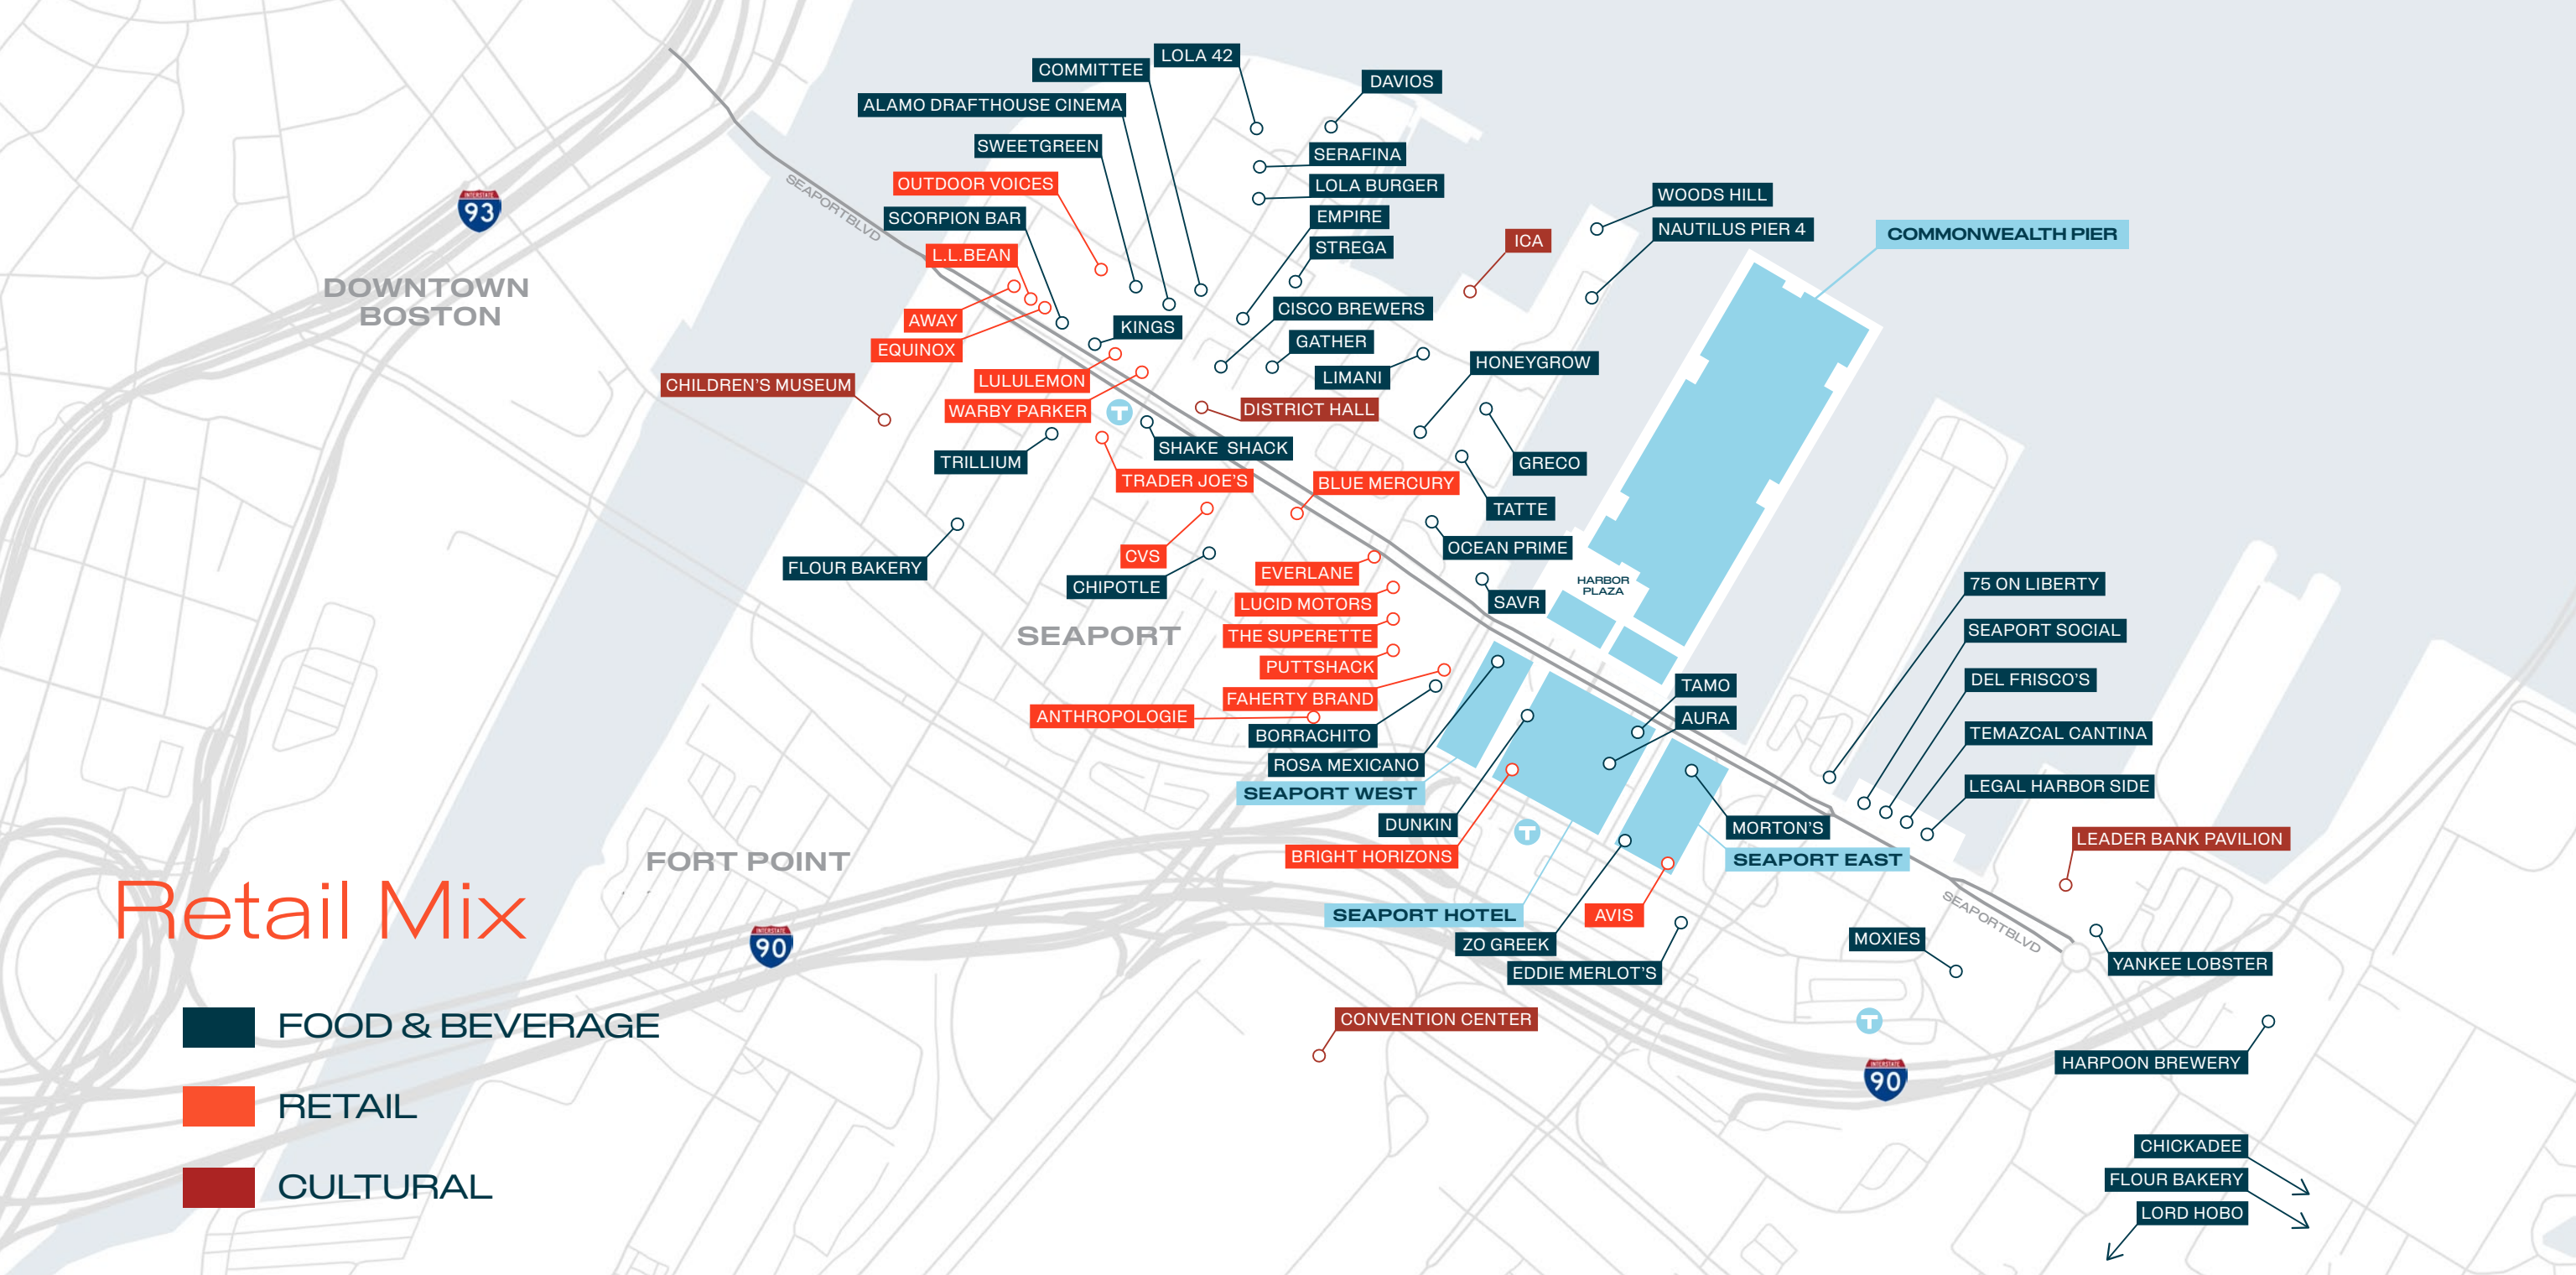 LOLA 42
COMMITTEE
DAVIOS
ALAMO DRAFTHOUSE CINEMA
SWEETGREEN
SERAFINA
OUTDOOR VOICES
LOLA BURGER
SCORPION BAR
EMPIRE
STREGA
L.L.BEAN
WOODS HILL
NAUTILUS PIER 4
COMMONWEALTH PIER
ICA
SEAPORTBLVD
INTERSTATE
93
DOWNTOWN
BOSTON
AWAY
EQUINOX
KINGS
CISCO BREWERS
GATHER
LIMANI
HONEYGROW
CHILDREN'S MUSEUM
LULULEMON
WARBY PARKER
T
DISTRICT HALL
TRILLIUM
SHAKE SHACK
GRECO
TRADER JOE'S
BLUE MERCURY
TATTE
FLOUR BAKERY
CVS
CHIPOTLE
OCEAN PRIME
EVERLANE
LUCID MOTORS
SAVR
HARBOR
PLAZA
SEAPORT
THE SUPERETTE
PUTTSHACK
FAHERTY BRAND
ANTHROPOLOGIE
BORRACHITO
ROSA MEXICANO
SEAPORT WEST
TAMO
AURA
75 ON LIBERTY
SEAPORT SOCIAL
DEL FRISCO'S
TEMAZCAL CANTINA
LEGAL HARBOR SIDE
DUNKIN
T
BRIGHT HORIZONS
MORTON'S
SEAPORT EAST
LEADER BANK PAVILION
SEAPORT HOTEL
AVIS
ZO GREEK
EDDIE MERLOT'S
MOXIES
SEAPORTBLVD
YANKEE LOBSTER
FORT POINT
INTERSTATE
90
CONVENTION CENTER
T
INTERSTATE
90
HARPOON BREWERY
CHICKADEE
FLOUR BAKERY
LORD HOBO
Retail Mix
FOOD & BEVERAGE
RETAIL
CULTURAL